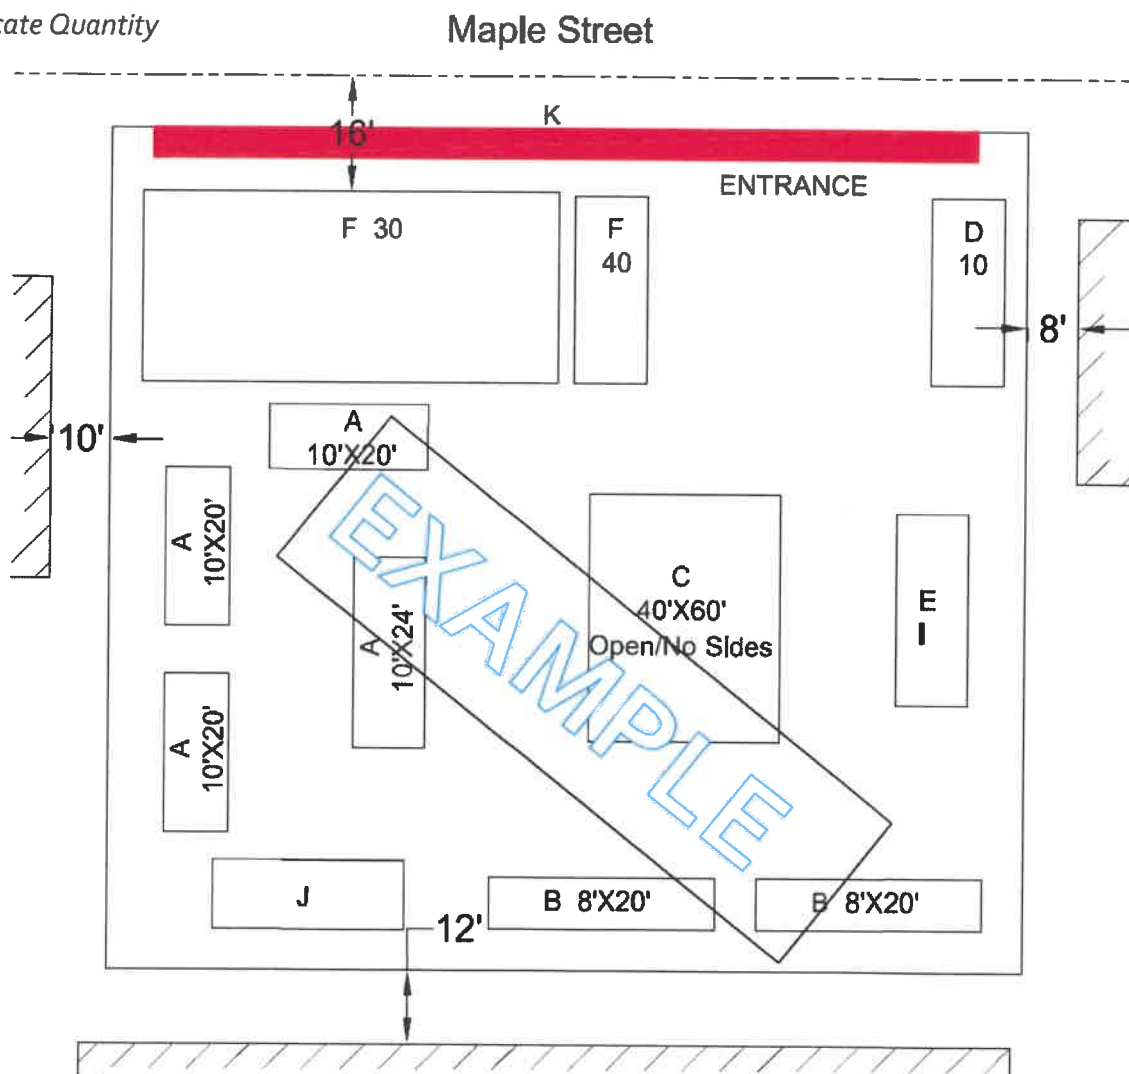 cate Quantity
Maple Street
K
16'
ENTRANCE
F 30
F
40
D
10
8'
10'
A
10'X20'
A
10'X20'
A
10'X24'
C
40'X60'
Open/No Sides
E
I
A
10'X20'
EXAMPLE
J
B 8'X20'
B 8'X20'
12'